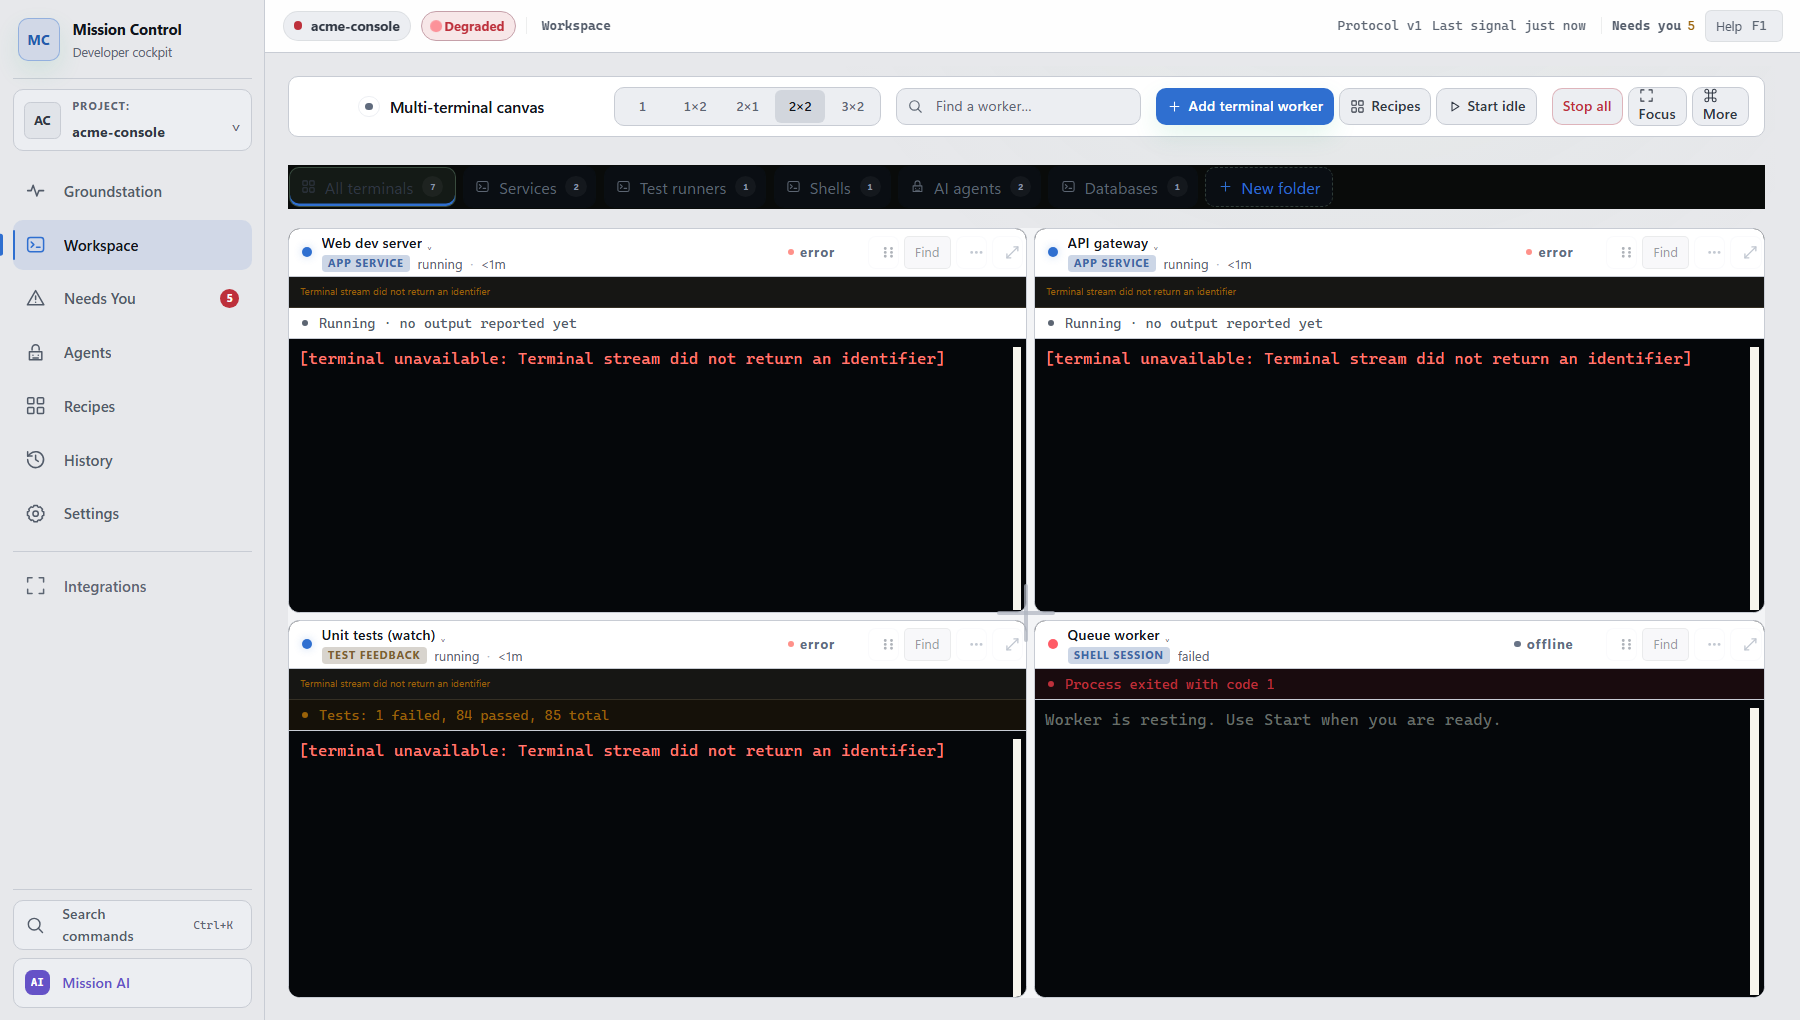 MC
Mission Control
Developer cockpit
AC
PROJECT:
acme-console
Groundstation
Workspace
Needs You 5
Agents
Recipes
History
Settings
Integrations
Search commands Ctrl+K
AI Mission AI
acme-console
Degraded
Workspace
Protocol v1 Last signal just now
Needs you 5
Help F1
Multi-terminal canvas
1 1×2 2×1 2×2 3×2
Find a worker...
+ Add terminal worker
Recipes
Start idle
Stop all
Focus
⌘ More
All terminals 7
Services 2
Test runners 1
Shells 1
AI agents 2
Databases 1
+ New folder
Web dev server
APP SERVICE running · <1m
error
Find
Terminal stream did not return an identifier
Running · no output reported yet
[terminal unavailable: Terminal stream did not return an identifier]
API gateway
APP SERVICE running · <1m
error
Find
Terminal stream did not return an identifier
Running · no output reported yet
[terminal unavailable: Terminal stream did not return an identifier]
Unit tests (watch)
TEST FEEDBACK running · <1m
error
Find
Terminal stream did not return an identifier
Tests: 1 failed, 84 passed, 85 total
[terminal unavailable: Terminal stream did not return an identifier]
Queue worker
SHELL SESSION failed
offline
Find
Process exited with code 1
Worker is resting. Use Start when you are ready.